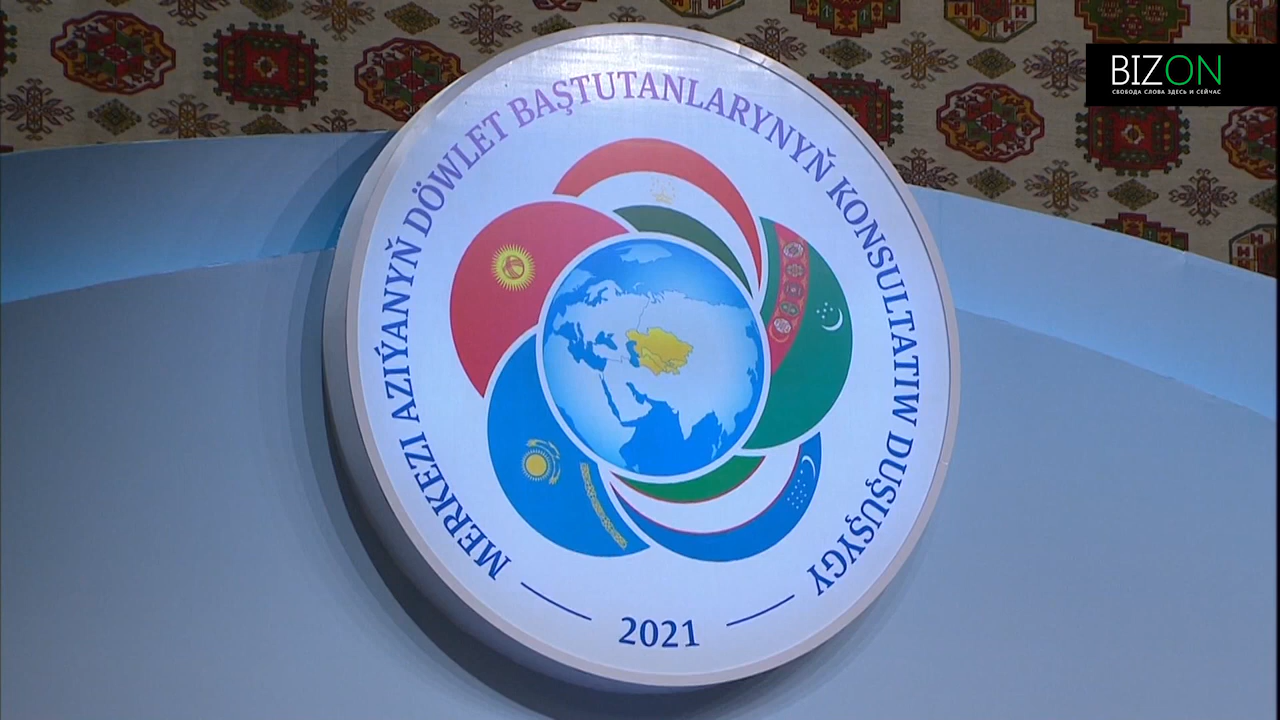 BIZON
СВОБОДА СЛОВА ЗДЕСЬ И СЕЙЧАС
MERKEZI AZIÝANYŇ DÖWLET BAŞTUTANLARYNYŇ KONSULTATIW DUŞUŞYGY
2021